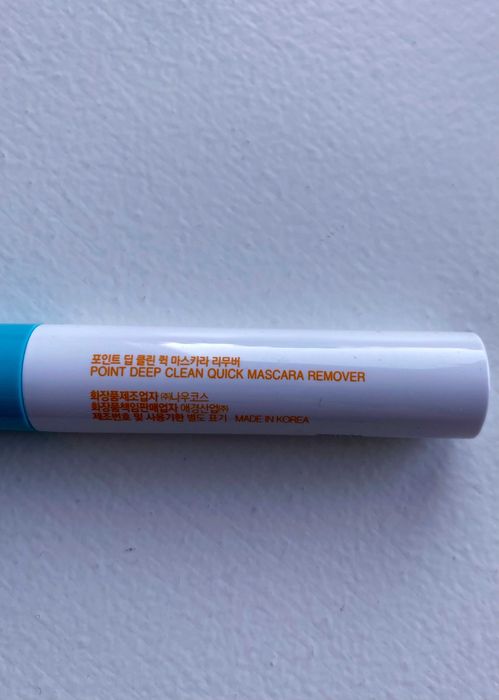 포인트 딥 클린 퀵 마스카라 리무버
POINT DEEP CLEAN QUICK MASCARA REMOVER
화장품제조업자 ㈜나우코스
화장품책임판매업자 애경산업㈜
제조번호 및 사용기한 별도 표기 MADE IN KOREA